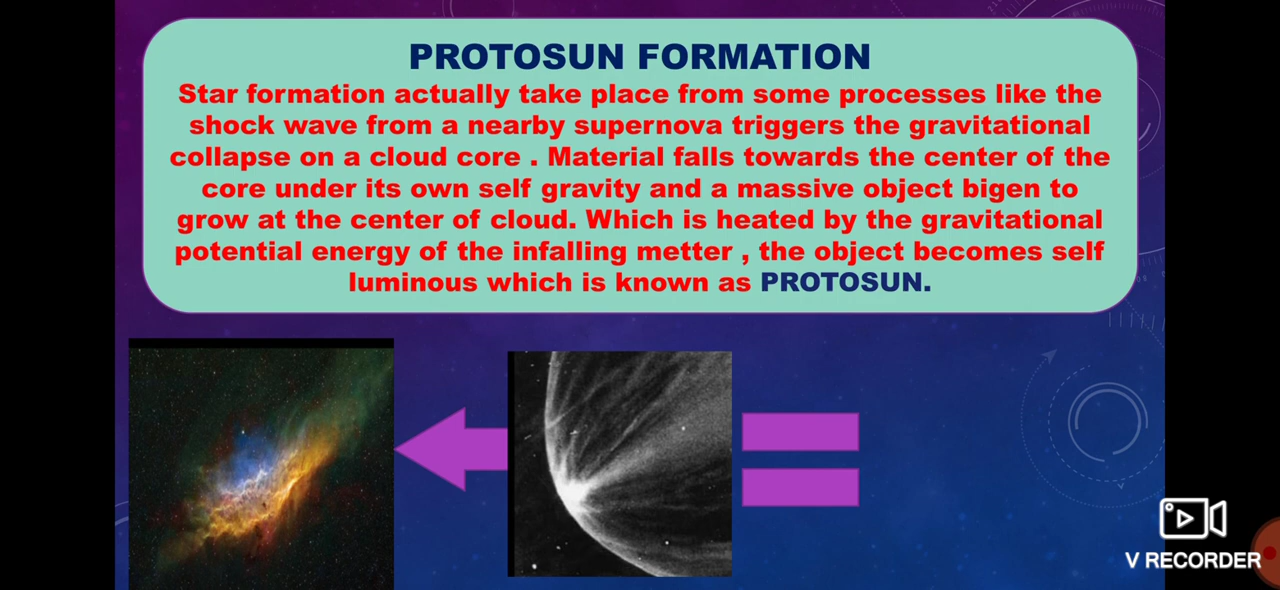 PROTOSUN FORMATION
Star formation actually take place from some processes like the
shock wave from a nearby supernova triggers the gravitational
collapse on a cloud core . Material falls towards the center of the
core under its own self gravity and a massive object bigen to
grow at the center of cloud. Which is heated by the gravitational
potential energy of the infalling metter , the object becomes self
luminous which is known as PROTOSUN.
V RECORDER